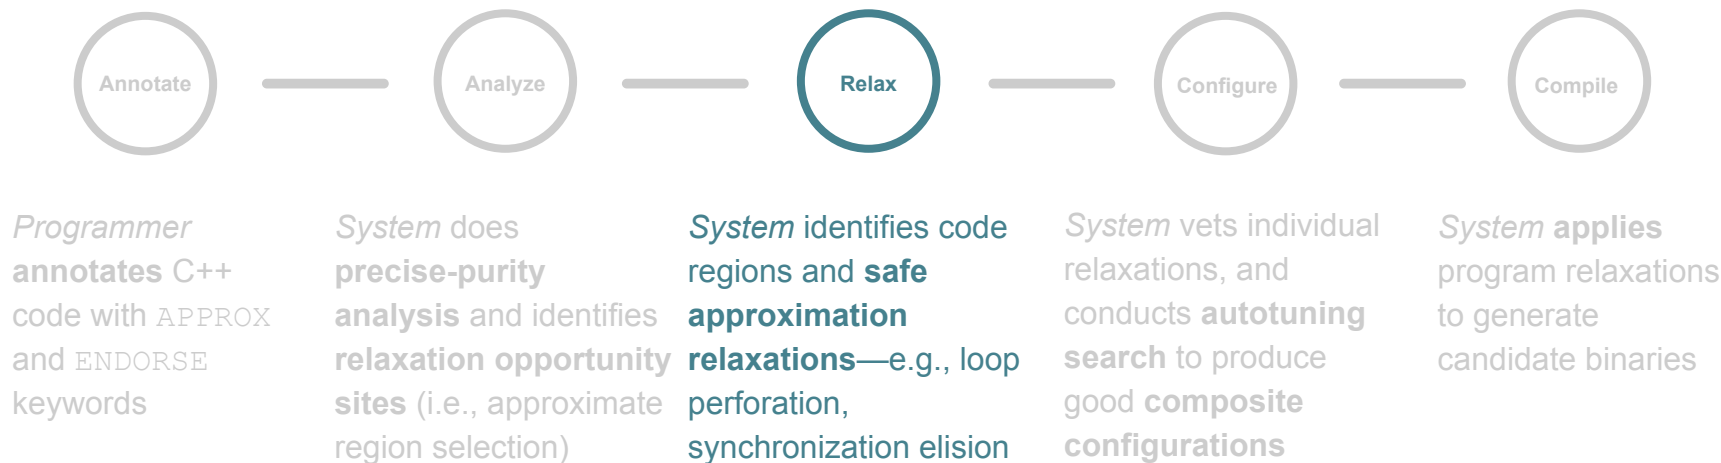 Annotate
Analyze
Relax
Configure
Compile
Programmer
annotates C++
code with APPROX
and ENDORSE
keywords
System does
precise-purity
analysis and identifies
relaxation opportunity
sites (i.e., approximate
region selection)
System identifies code
regions and safe
approximation
relaxations—e.g., loop
perforation,
synchronization elision
System vets individual
relaxations, and
conducts autotuning
search to produce
good composite
configurations
System applies
program relaxations
to generate
candidate binaries